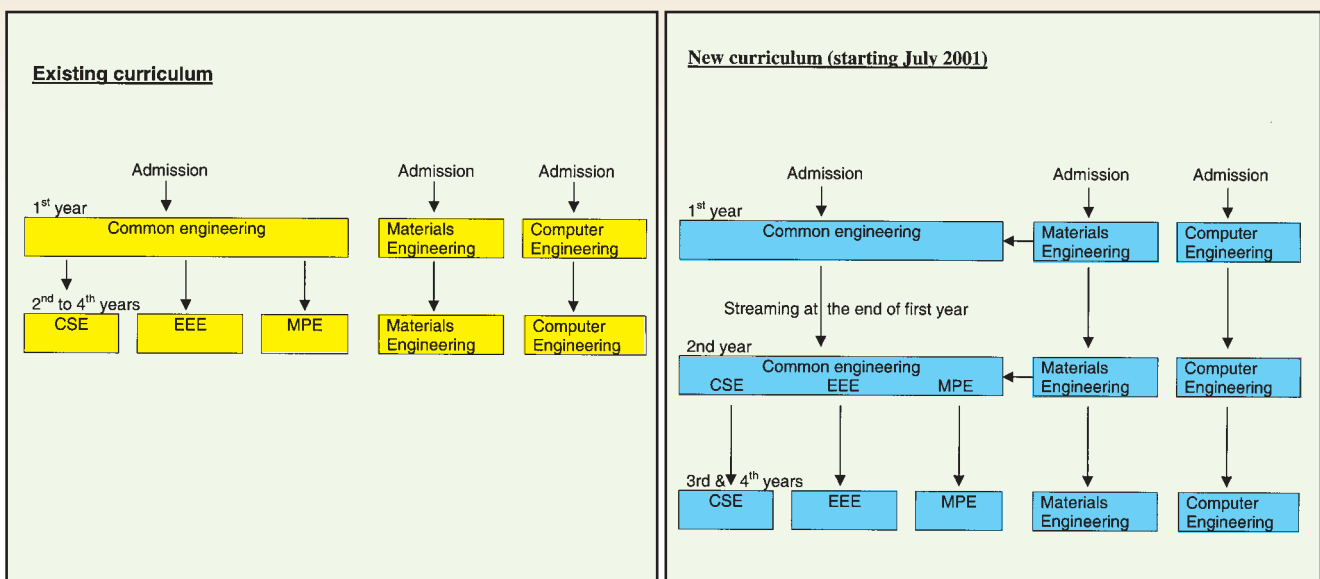 Existing curriculum
Admission
Admission
Admission
1st year
Common engineering
Materials
Engineering
Computer
Engineering
2nd to 4th years
CSE
EEE
MPE
Materials
Engineering
Computer
Engineering
New curriculum (starting July 2001)
Admission
Admission
Admission
1st year
Common engineering
Materials
Engineering
Computer
Engineering
Streaming at the end of first year
2nd year
Common engineering
CSE
EEE
MPE
Materials
Engineering
Computer
Engineering
3rd & 4th years
CSE
EEE
MPE
Materials
Engineering
Computer
Engineering